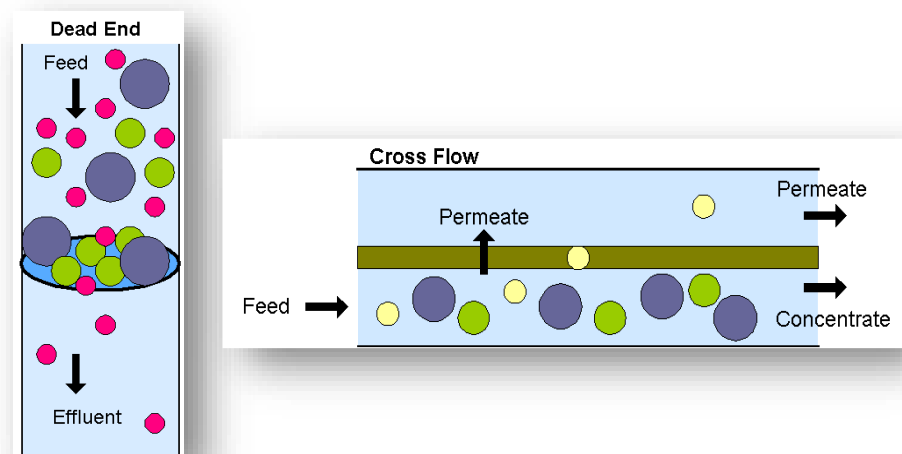 Dead End
Feed
Effluent
Cross Flow
Permeate
Permeate
Feed
Concentrate